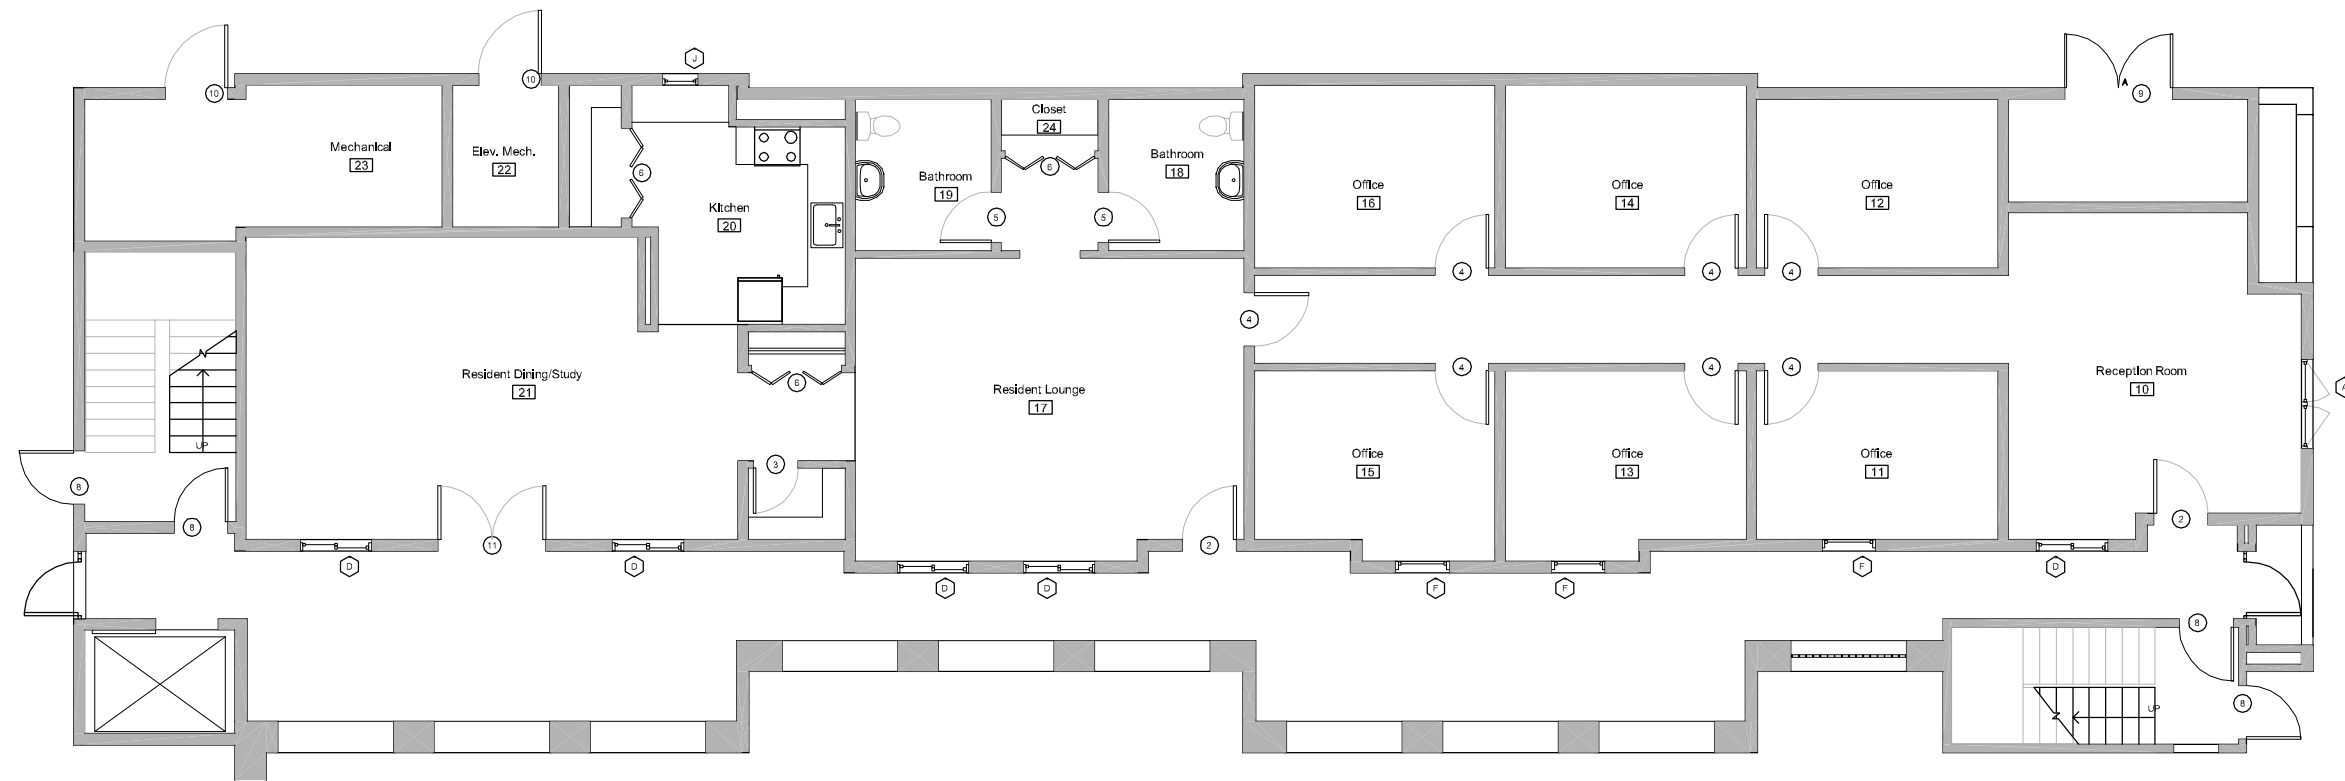 J
10
10
A
9
Closet
24
Mechanical
23
Elev. Mech.
22
6
Kitchen
20
Bathroom
19
6
Bathroom
18
5
5
Office
16
Office
14
Office
12
4
4
4
4
Resident Dining/Study
21
6
Resident Lounge
17
4
4
4
Reception Room
10
A
N
UP
3
Office
15
Office
13
Office
11
8
8
11
2
2
D
D
D
D
F
F
F
D
8
8
N
UP